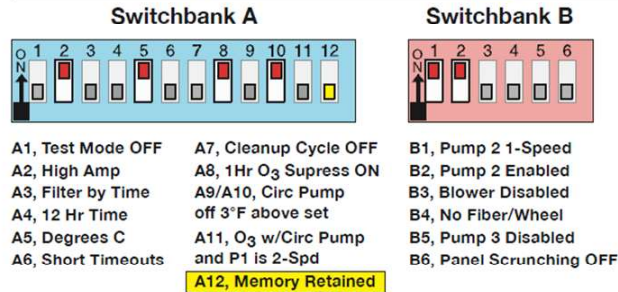 Switchbank A
Switchbank B
ON
1 2 3 4 5 6 7 8 9 10 11 12
ON
1 2 3 4 5 6
A1, Test Mode OFF
A2, High Amp
A3, Filter by Time
A4, 12 Hr Time
A5, Degrees C
A6, Short Timeouts
A7, Cleanup Cycle OFF
A8, 1Hr O3 Supress ON
A9/A10, Circ Pump
off 3°F above set
A11, O3 w/Circ Pump
and P1 is 2-Spd
A12, Memory Retained
B1, Pump 2 1-Speed
B2, Pump 2 Enabled
B3, Blower Disabled
B4, No Fiber/Wheel
B5, Pump 3 Disabled
B6, Panel Scrunching OFF